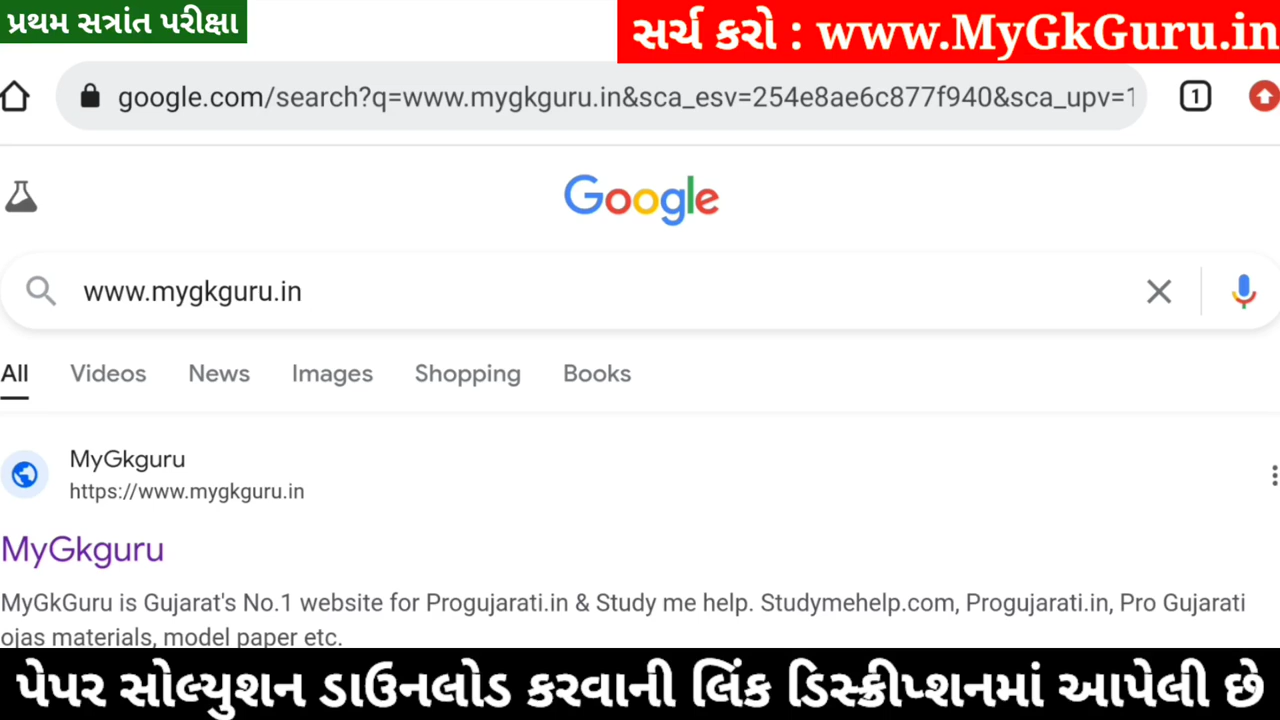 પ્રથમ સત્રાંત પરીક્ષા
સર્ચ કરો : www.MyGkGuru.in
google.com/search?q=www.mygkguru.in&sca_esv=254e8ae6c877f940&sca_upv=1
1
Google
www.mygkguru.in
All Videos News Images Shopping Books
MyGkguru
https://www.mygkguru.in
MyGkguru
MyGkGuru is Gujarat's No.1 website for Progujarati.in & Study me help. Studymehelp.com, Progujarati.in, Pro Gujarati
ojas materials, model paper etc.
પેપર સોલ્યુશન ડાઉનલોડ કરવાની લિંક ડિસ્ક્રીપ્શનમાં આપેલી છે